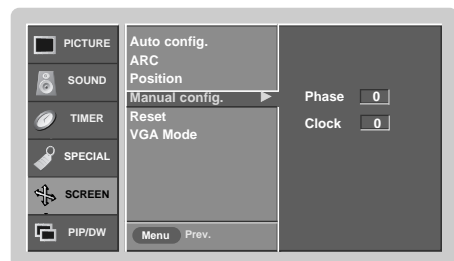 PICTURE
SOUND
TIMER
SPECIAL
SCREEN
PIP/DW
Auto config.
ARC
Position
Manual config.
Reset
VGA Mode
Menu Prev.
Phase 0
Clock 0